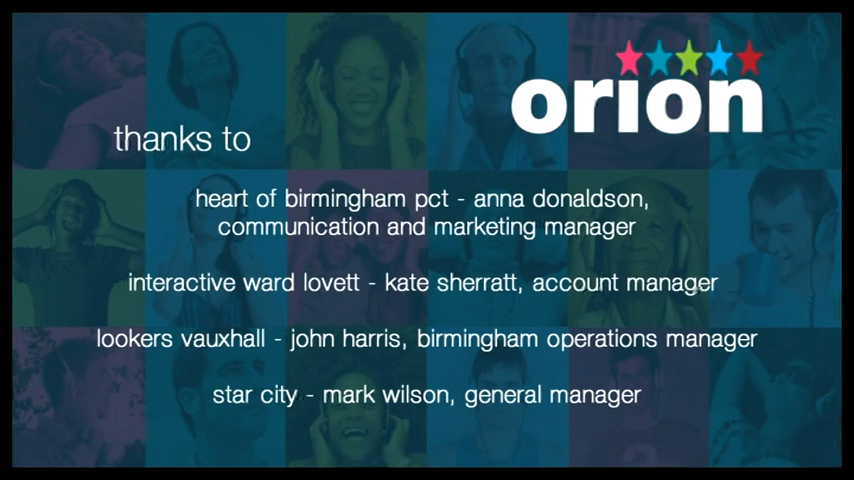 orion
thanks to
heart of birmingham pct - anna donaldson,
communication and marketing manager
interactive ward lovett - kate sherratt, account manager
lookers vauxhall - john harris, birmingham operations manager
star city - mark wilson, general manager